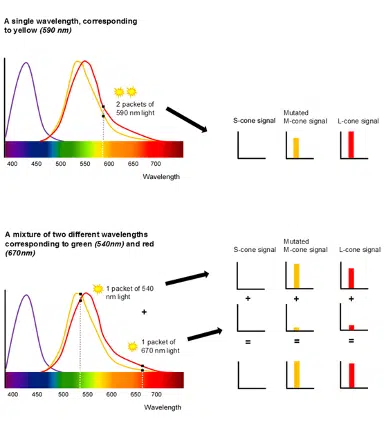 A single wavelength, corresponding
to yellow (590 nm)
2 packets of
590 nm light
400 450 500 550 600 650 700
Wavelength
S-cone signal
Mutated
M-cone signal
L-cone signal
A mixture of two different wavelengths
corresponding to green (540nm) and red
(670nm)
1 packet of 540
nm light
+
1 packet of
670 nm light
400 450 500 550 600 650 700
Wavelength
S-cone signal
Mutated
M-cone signal
L-cone signal
+ + +
= = =